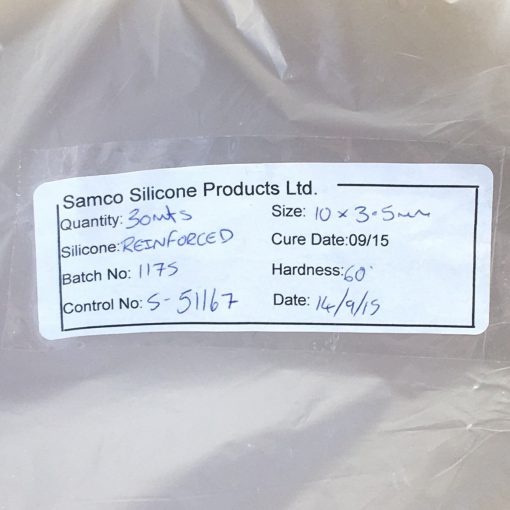 Samco Silicone Products Ltd.
Quantity: 30mts
Size: 10 x 3.5mm
Silicone: REINFORCED
Cure Date:09/15
Batch No: 1175
Hardness: 60°
Control No: S-51167
Date: 14/9/15